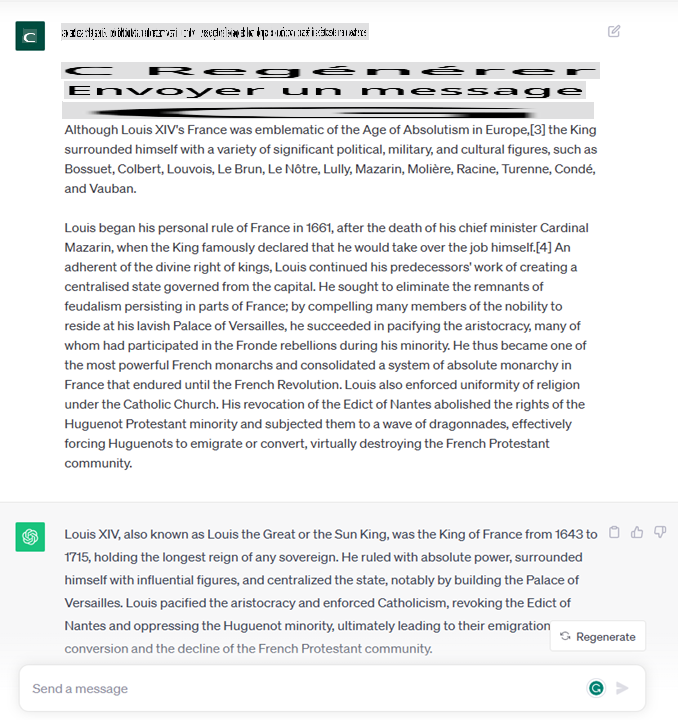 C Regénérer
Envoyer un message
Although Louis XIV's France was emblematic of the Age of Absolutism in Europe,[3] the King
surrounded himself with a variety of significant political, military, and cultural figures, such as
Bossuet, Colbert, Louvois, Le Brun, Le Nôtre, Lully, Mazarin, Molière, Racine, Turenne, Condé,
and Vauban.
Louis began his personal rule of France in 1661, after the death of his chief minister Cardinal
Mazarin, when the King famously declared that he would take over the job himself.[4] An
adherent of the divine right of kings, Louis continued his predecessors' work of creating a
centralised state governed from the capital. He sought to eliminate the remnants of
feudalism persisting in parts of France; by compelling many members of the nobility to
reside at his lavish Palace of Versailles, he succeeded in pacifying the aristocracy, many of
whom had participated in the Fronde rebellions during his minority. He thus became one of
the most powerful French monarchs and consolidated a system of absolute monarchy in
France that endured until the French Revolution. Louis also enforced uniformity of religion
under the Catholic Church. His revocation of the Edict of Nantes abolished the rights of the
Huguenot Protestant minority and subjected them to a wave of dragonnades, effectively
forcing Huguenots to emigrate or convert, virtually destroying the French Protestant
community.
Louis XIV, also known as Louis the Great or the Sun King, was the King of France from 1643 to
1715, holding the longest reign of any sovereign. He ruled with absolute power, surrounded
himself with influential figures, and centralized the state, notably by building the Palace of
Versailles. Louis pacified the aristocracy and enforced Catholicism, revoking the Edict of
Nantes and oppressing the Huguenot minority, ultimately leading to their emigration
Regenerate
conversion and the decline of the French Protestant community.
Send a message